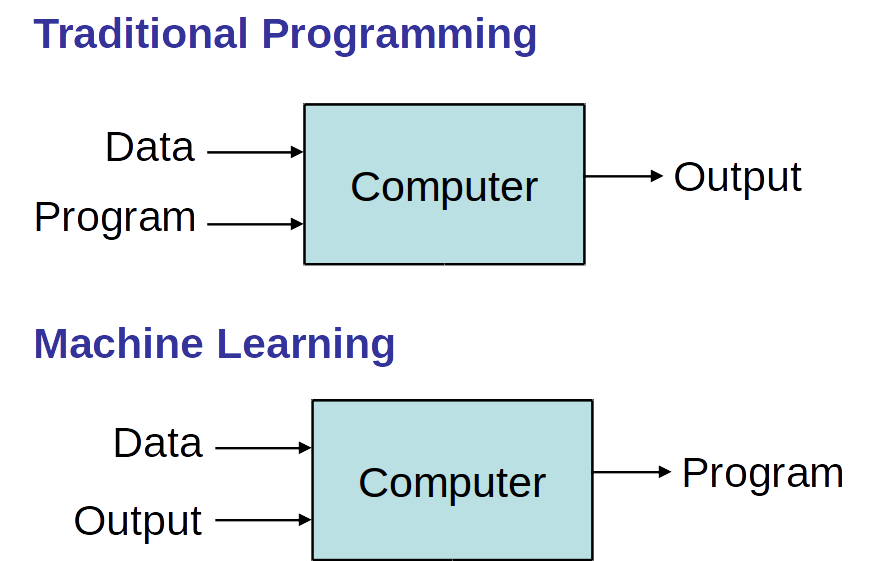 Traditional Programming
Data
Program
Computer
Output
Machine Learning
Data
Output
Computer
Program